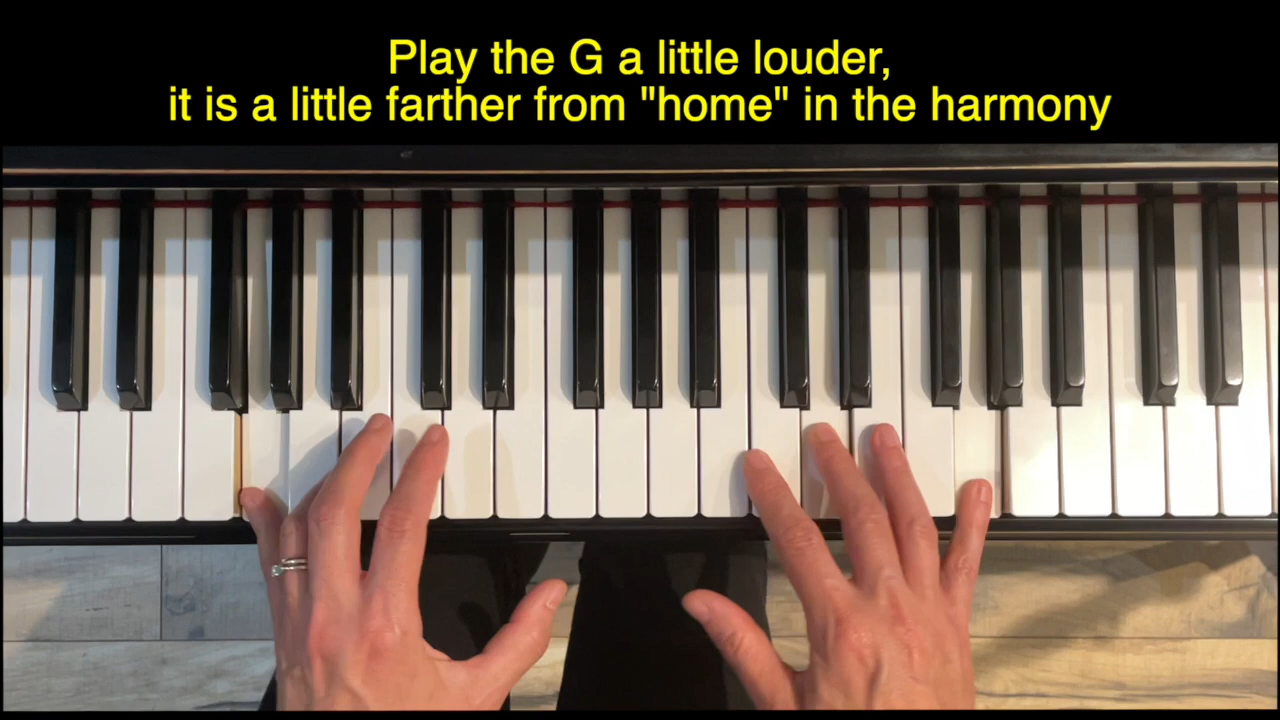 Play the G a little louder,
it is a little farther from "home" in the harmony